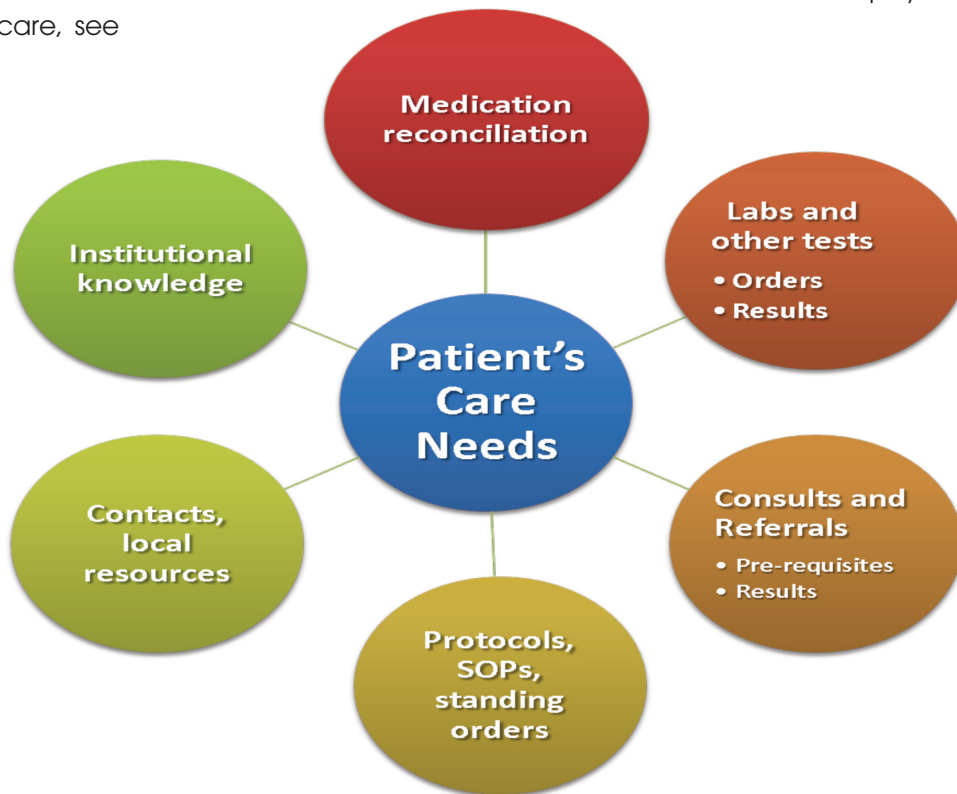 care, see
Medication
reconciliation
Labs and
other tests
• Orders
• Results
Institutional
knowledge
Patient's
Care
Needs
Consults and
Referrals
• Pre-requisites
• Results
Contacts,
local
resources
Protocols,
SOPs,
standing
orders